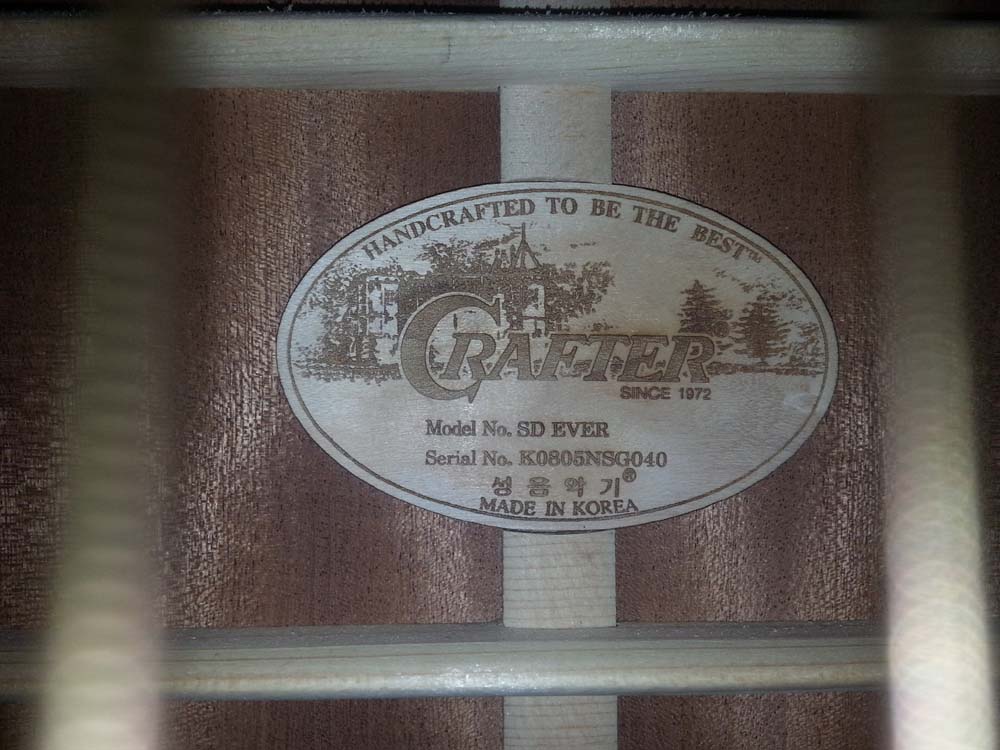 HANDCRAFTED TO BE THE BEST™
CRAFTER®
SINCE 1972
Model No. SD EVER
Serial No. K0805NSG040
성음악기®
MADE IN KOREA